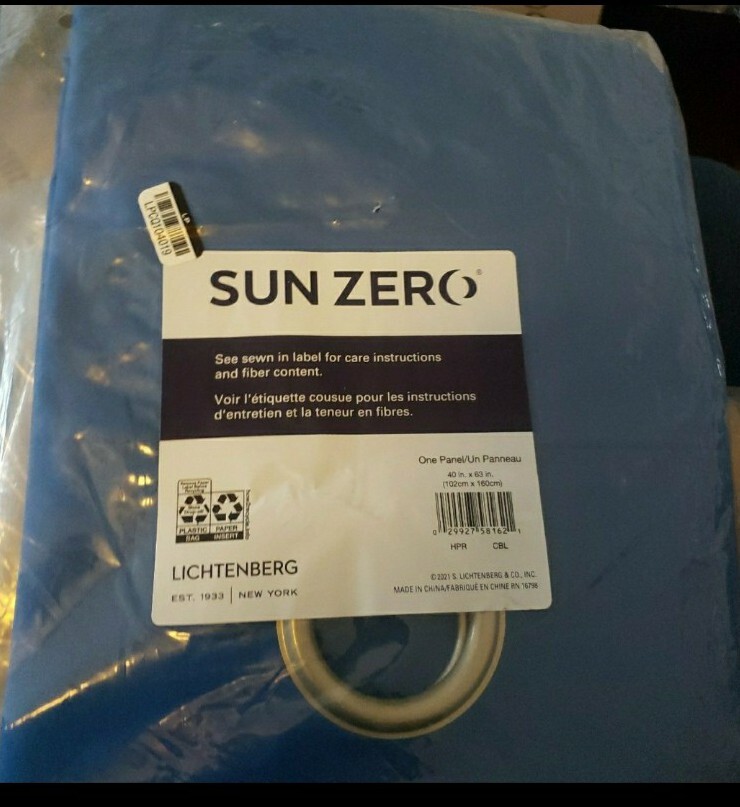 LP
LPCQ104019
SUN ZERO®
See sewn in label for care instructions
and fiber content.
Voir l'étiquette cousue pour les instructions
d'entretien et la teneur en fibres.
One Panel/Un Panneau
40 in. x 63 in.
(102cm x 160cm)
0 29927 58162 1
HPR CBL
PLASTIC PAPER
BAG INSERT
LICHTENBERG
EST. 1933 | NEW YORK
© 2021 S. LICHTENBERG & CO., INC.
MADE IN CHINA/FABRIQUÉ EN CHINE RN 16798